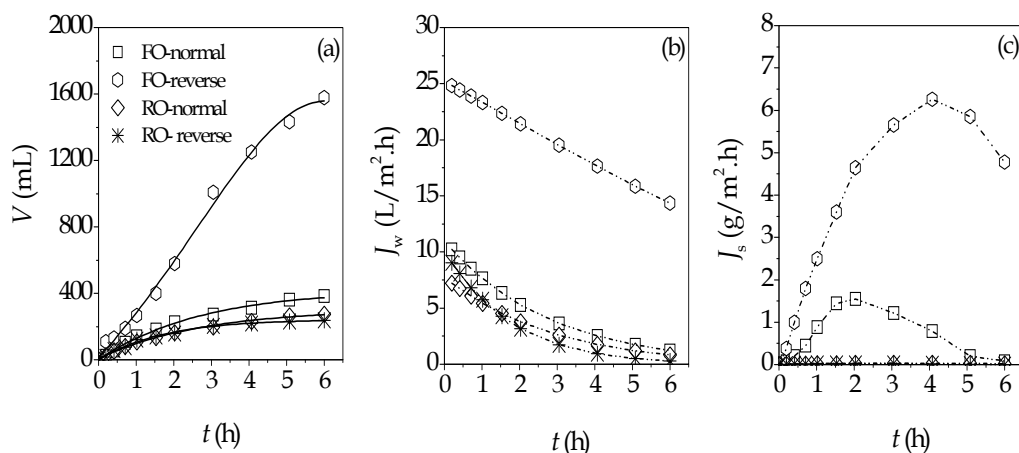 (a)
FO-normal
FO-reverse
RO-normal
RO- reverse
V (mL)
2000
1600
1200
800
400
0
0 1 2 3 4 5 6
t (h)
(b)
J_w (L/m².h)
30
25
20
15
10
5
0
0 1 2 3 4 5 6
t (h)
(c)
J_s (g/m².h)
8
7
6
5
4
3
2
1
0
0 1 2 3 4 5 6
t (h)